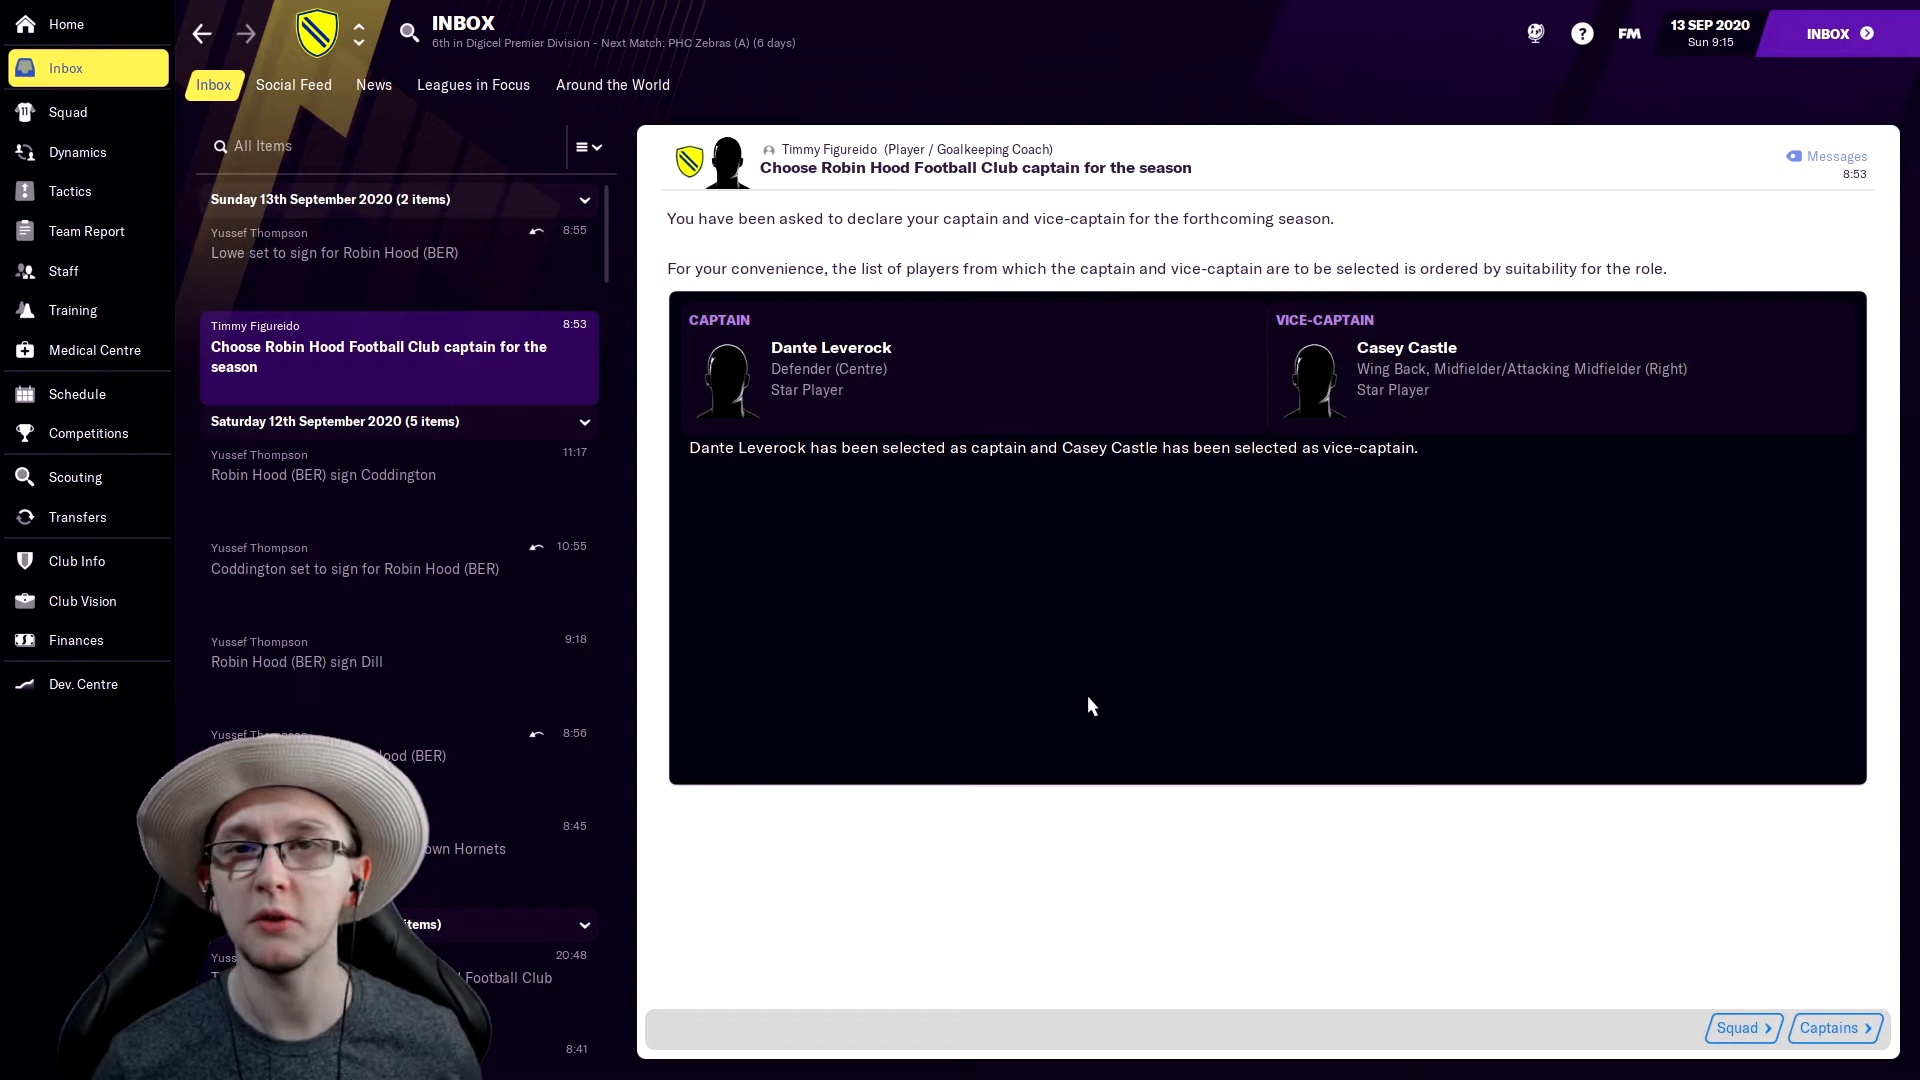 Home
Inbox
Squad
Dynamics
Tactics
Team Report
Staff
Training
Medical Centre
Schedule
Competitions
Scouting
Transfers
Club Info
Club Vision
Finances
Dev. Centre
INBOX
6th in Digicel Premier Division - Next Match: PHC Zebras (A) (6 days)
?
FM
13 SEP 2020
Sun 9:15
INBOX
Inbox
Social Feed
News
Leagues in Focus
Around the World
All Items
Sunday 13th September 2020 (2 items)
Yussef Thompson
8:55
Lowe set to sign for Robin Hood (BER)
Timmy Figureido
8:53
Choose Robin Hood Football Club captain for the
season
Saturday 12th September 2020 (5 items)
Yussef Thompson
11:17
Robin Hood (BER) sign Coddington
Yussef Thompson
10:55
Coddington set to sign for Robin Hood (BER)
Yussef Thompson
9:18
Robin Hood (BER) sign Dill
Yussef Thompson
8:56
(BER)
8:45
Hornets
20:48
Football Club
8:41
Timmy Figureido (Player / Goalkeeping Coach)
Choose Robin Hood Football Club captain for the season
Messages
8:53
You have been asked to declare your captain and vice-captain for the forthcoming season.
For your convenience, the list of players from which the captain and vice-captain are to be selected is ordered by suitability for the role.
CAPTAIN
Dante Leverock
Defender (Centre)
Star Player
VICE-CAPTAIN
Casey Castle
Wing Back, Midfielder/Attacking Midfielder (Right)
Star Player
Dante Leverock has been selected as captain and Casey Castle has been selected as vice-captain.
Squad
Captains